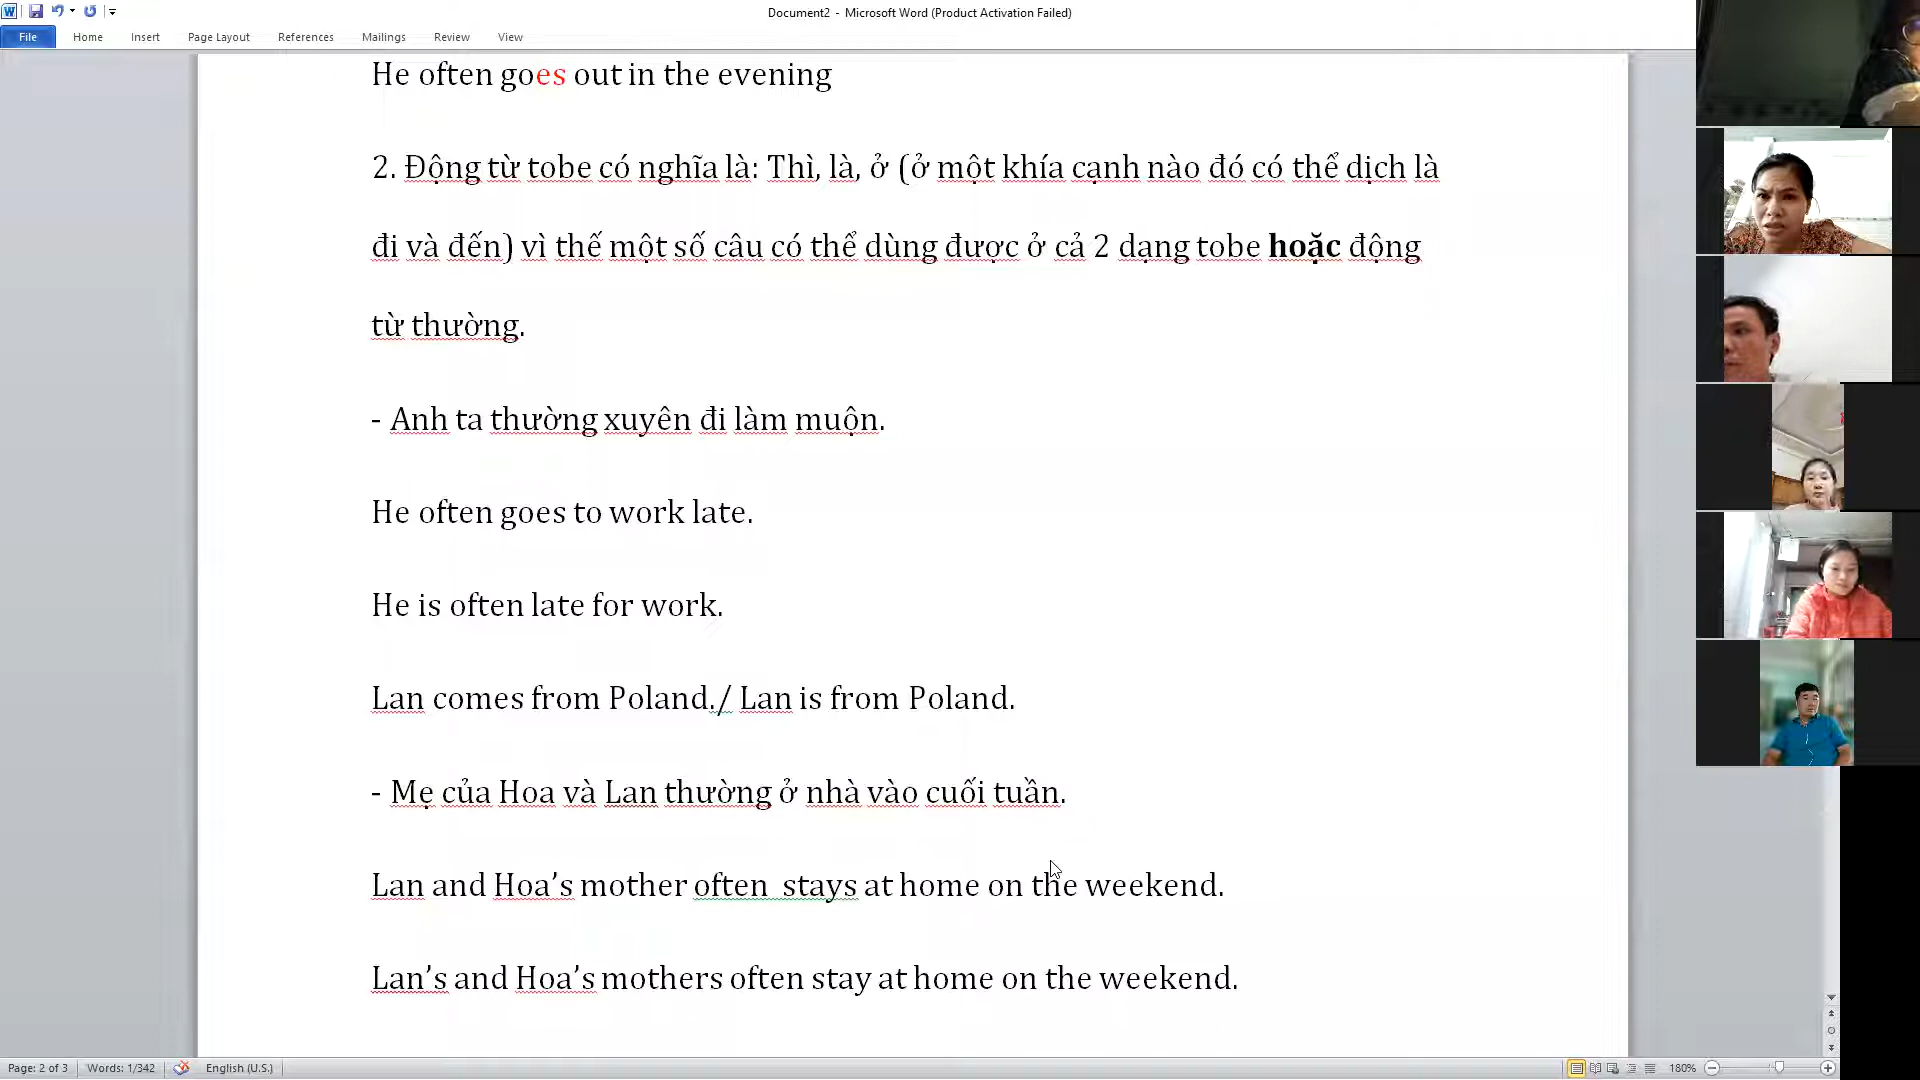 Document2 - Microsoft Word (Product Activation Failed)
File Home Insert Page Layout References Mailings Review View
He often goes out in the evening
2. Động từ tobe có nghĩa là: Thì, là, ở (ở một khía cạnh nào đó có thể dịch là
đi và đến) vì thế một số câu có thể dùng được ở cả 2 dạng tobe hoặc động
từ thường.
- Anh ta thường xuyên đi làm muộn.
He often goes to work late.
He is often late for work.
Lan comes from Poland./ Lan is from Poland.
- Mẹ của Hoa và Lan thường ở nhà vào cuối tuần.
Lan and Hoa’s mother often  stays at home on the weekend.
Lan’s and Hoa’s mothers often stay at home on the weekend.
Page: 2 of 3 Words: 1/342 English (U.S.) 180%